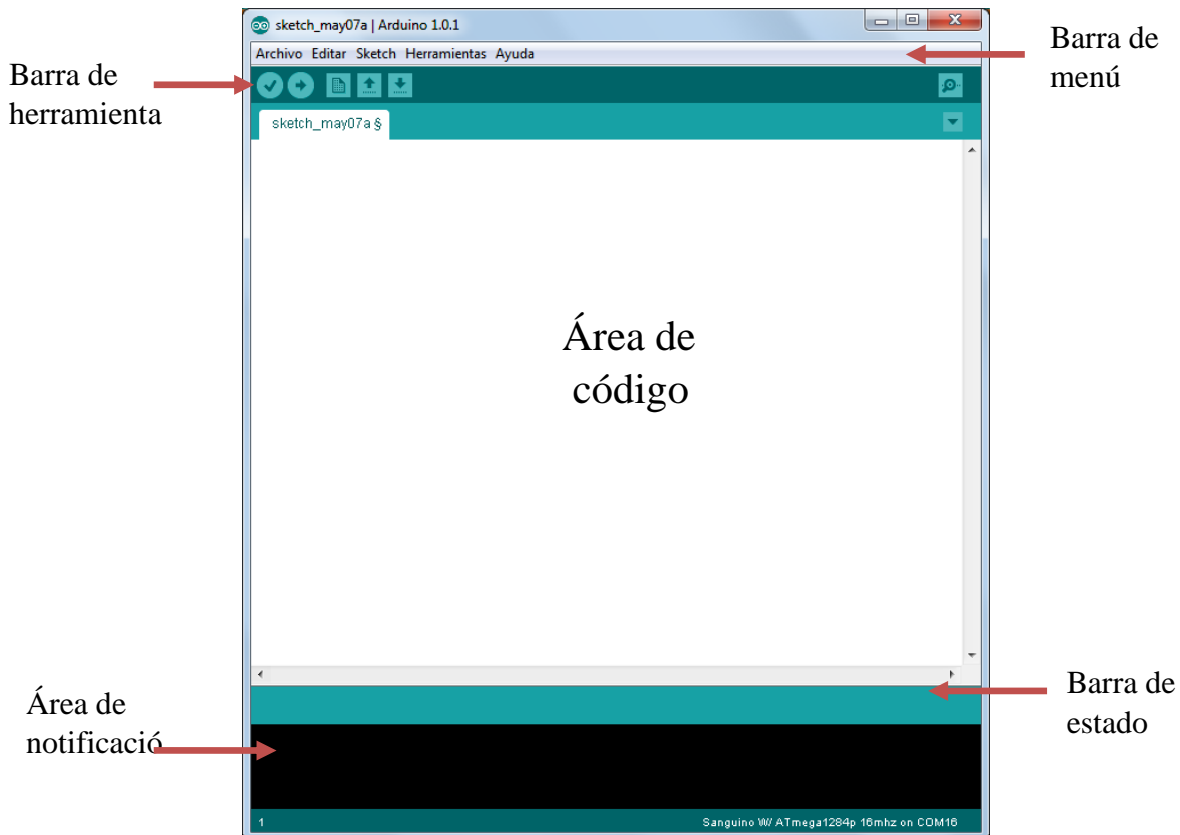 sketch_may07a | Arduino 1.0.1
Archivo Editar Sketch Herramientas Ayuda
Barra de
menú
Barra de
herramienta
sketch_may07a §
Área de
código
Barra de
estado
Área de
notificació
1
Sanguino W/ ATmega1284p 16mhz on COM16